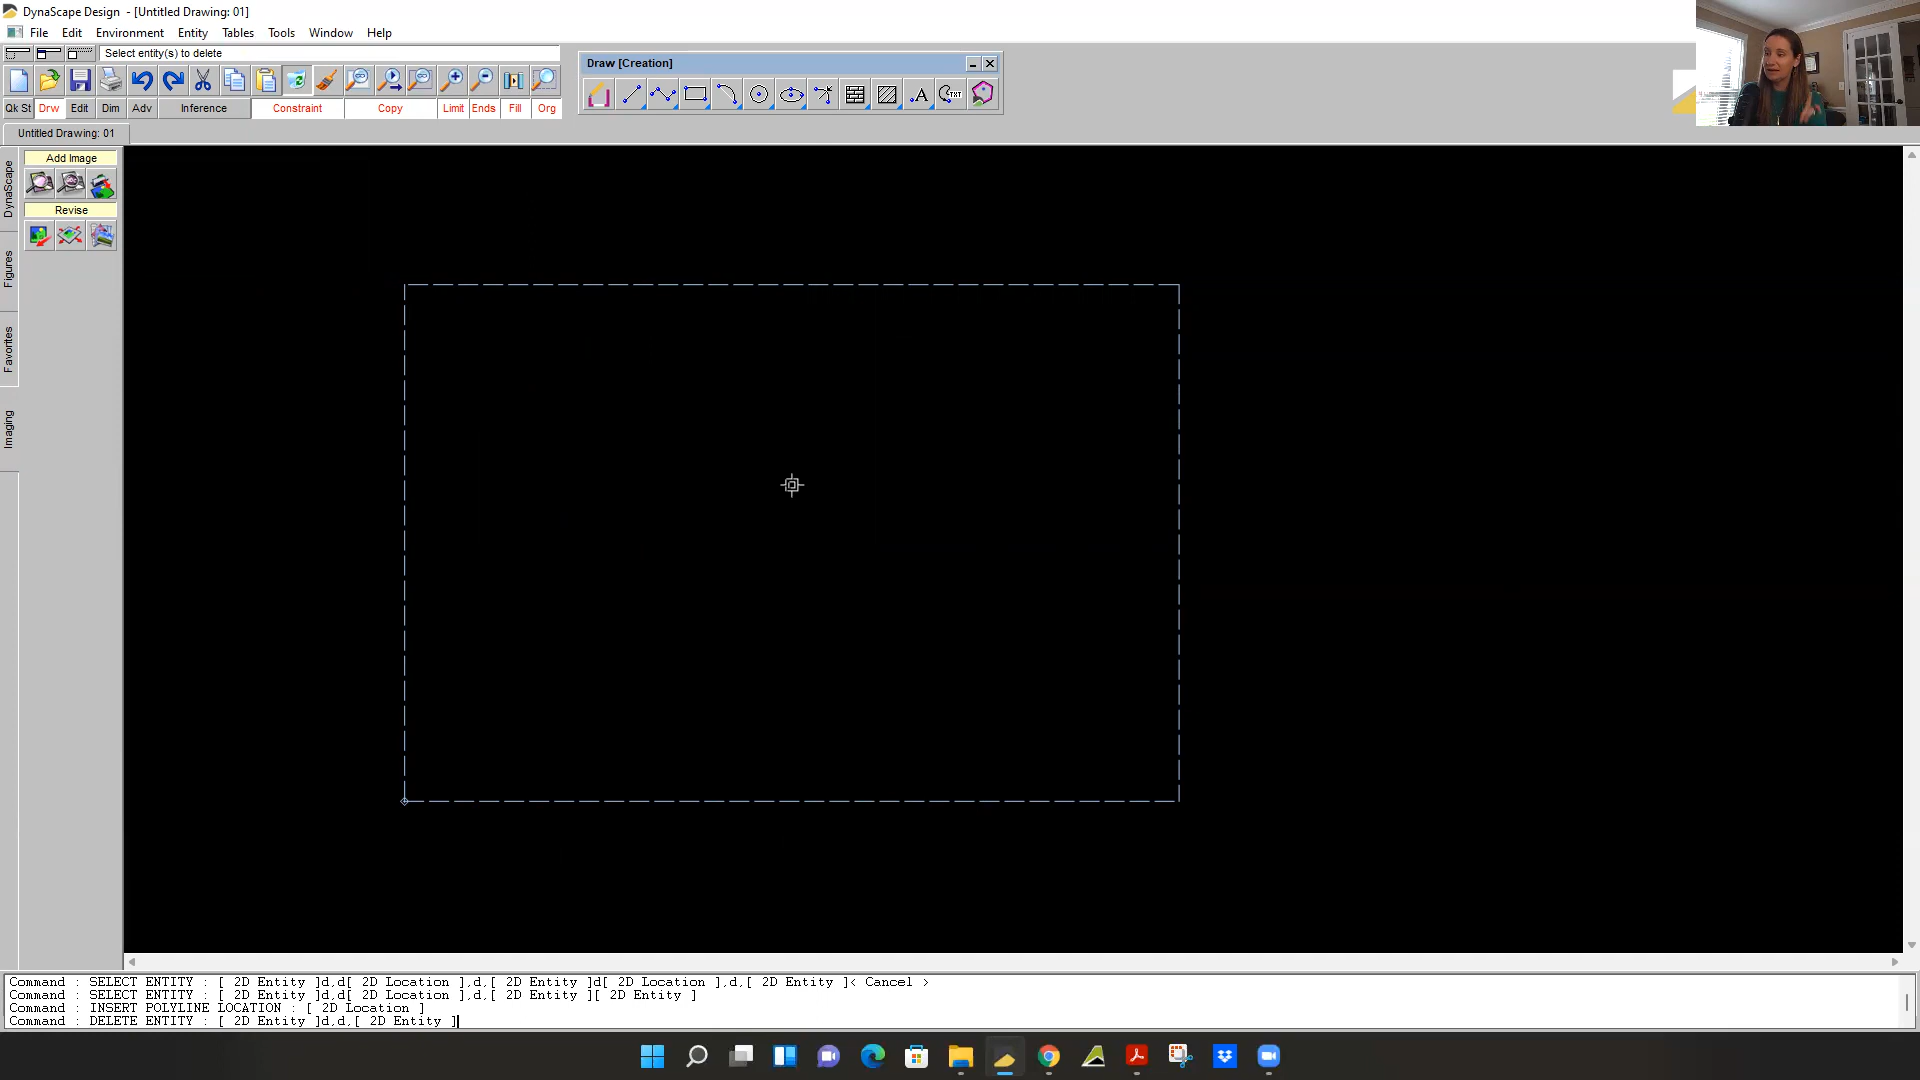 DynaScape Design - [Untitled Drawing: 01]
File Edit Environment Entity Tables Tools Window Help
Select entity(s) to delete
Draw [Creation]
TXT
Qk St Drw Edit Dim Adv Inference Constraint Copy Limit Ends Fill Org
Untitled Drawing: 01
Add Image
Revise
DynaScape
Figures
Favorites
Imaging
Command : SELECT ENTITY : [ 2D Entity ]d,d[ 2D Location ],d,[ 2D Entity ]d[ 2D Location ],d,[ 2D Entity ]< Cancel >
Command : SELECT ENTITY : [ 2D Entity ]d,d[ 2D Location ],d,[ 2D Entity ][ 2D Entity ]
Command : INSERT POLYLINE LOCATION : [ 2D Location ]
Command : DELETE ENTITY : [ 2D Entity ]d,d,[ 2D Entity ]